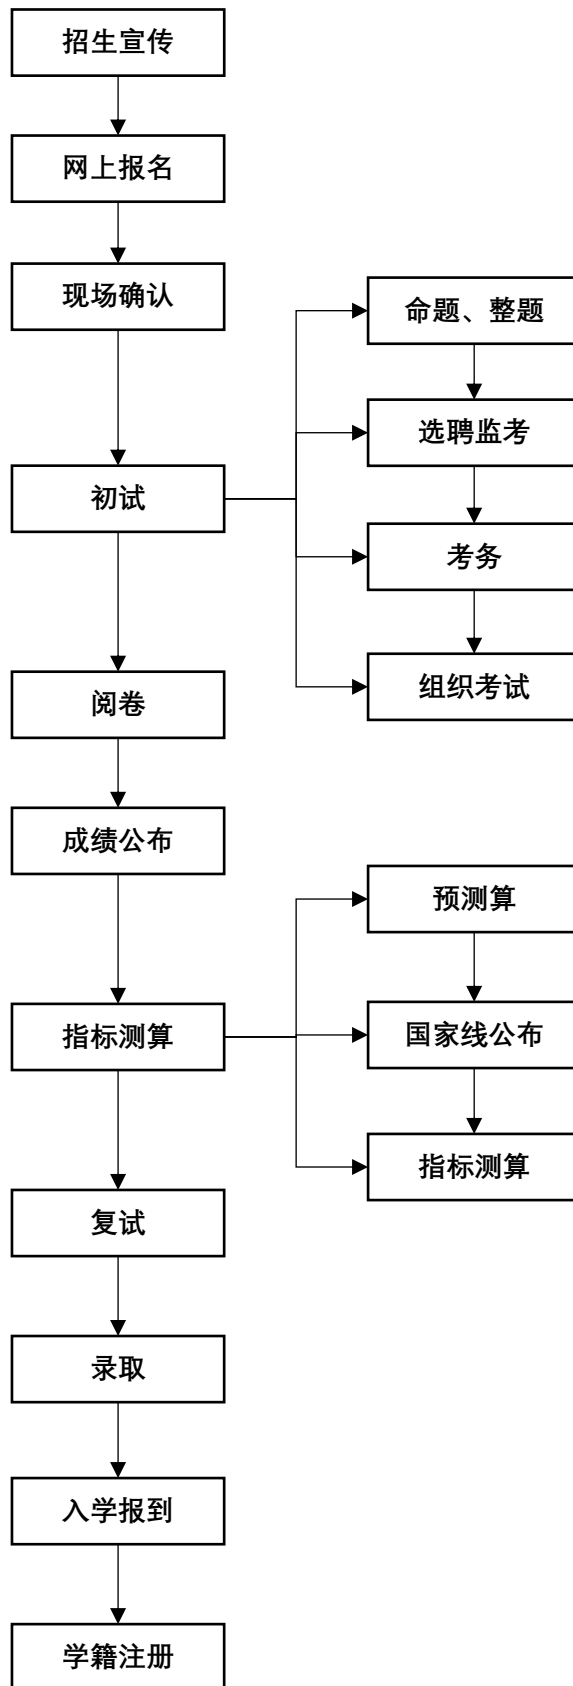 招生宣传
网上报名
现场确认
命题、整题
选聘监考
初试
考务
组织考试
阅卷
成绩公布
预测算
国家线公布
指标测算
指标测算
复试
录取
入学报到
学籍注册